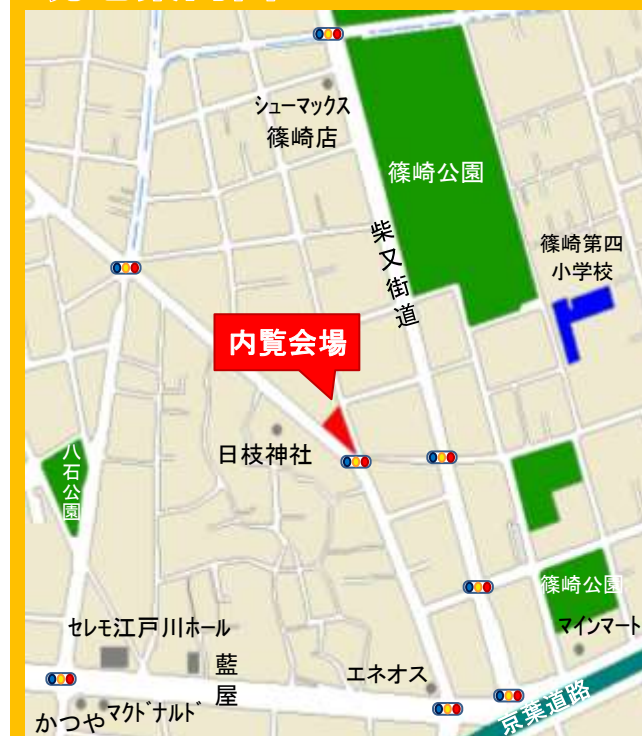 シューマックス
篠崎店
篠崎公園
柴又街道
篠崎第四
小学校
内覧会場
日枝神社
八石公園
篠崎公園
マインマート
セレモ江戸川ホール
藍屋
エネオス
かつや
マクドナルド
京葉道路